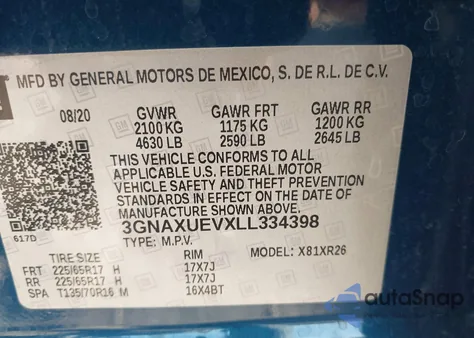 MFD BY GENERAL MOTORS DE MEXICO, S. DE R.L. DE C.V.
08/20 GVWR GAWR FRT GAWR RR
2100 KG 1175 KG 1200 KG
4630 LB 2590 LB 2645 LB
THIS VEHICLE CONFORMS TO ALL
APPLICABLE U.S. FEDERAL MOTOR
VEHICLE SAFETY AND THEFT PREVENTION
STANDARDS IN EFFECT ON THE DATE OF
MANUFACTURE SHOWN ABOVE.
617D
3GNAXUEVXLL334398
TYPE: M.P.V. MODEL: X81XR26
TIRE SIZE RIM
FRT 225/65R17 H 17X7J
RR 225/65R17 H 17X7J
SPA T135/70R16 M 16X4BT
autoSnap